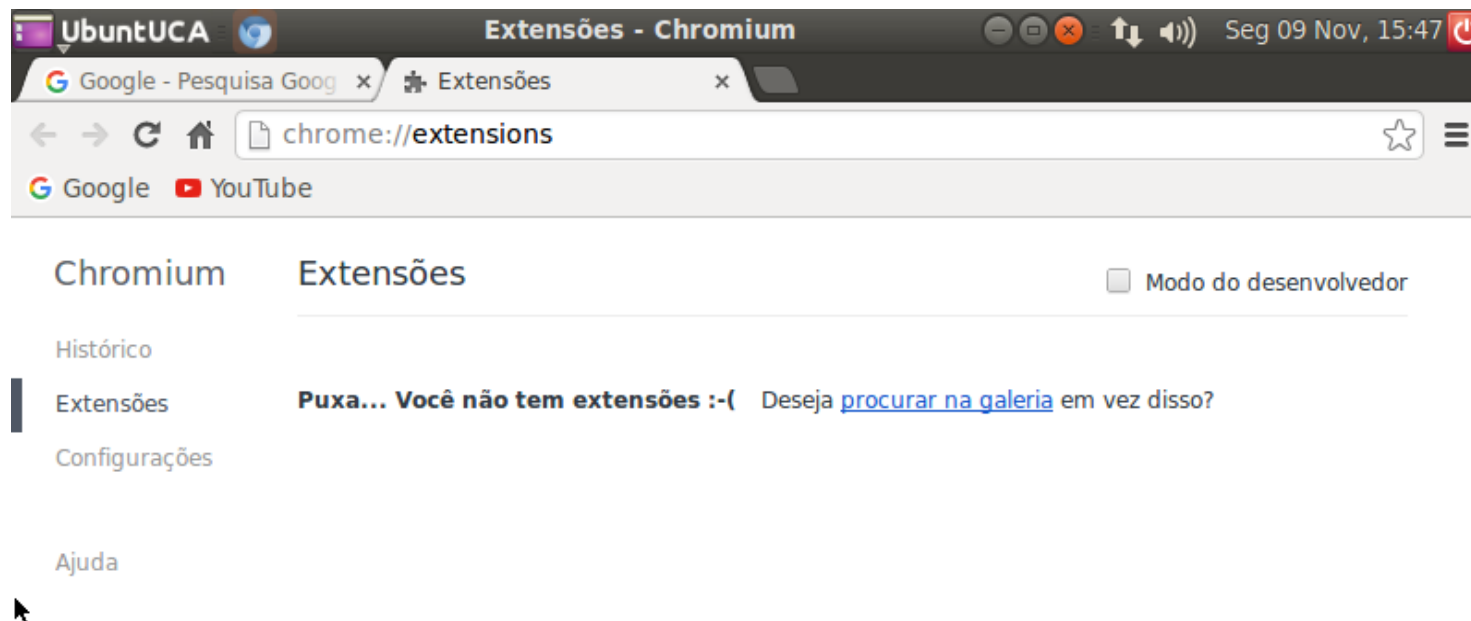 UbuntUCA Extensões - Chromium Seg 09 Nov, 15:47
Google - Pesquisa Goog Extensões
chrome://extensions
Google YouTube
Chromium Extensões Modo do desenvolvedor
Histórico
Extensões Puxa... Você não tem extensões :-( Deseja procurar na galeria em vez disso?
Configurações
Ajuda